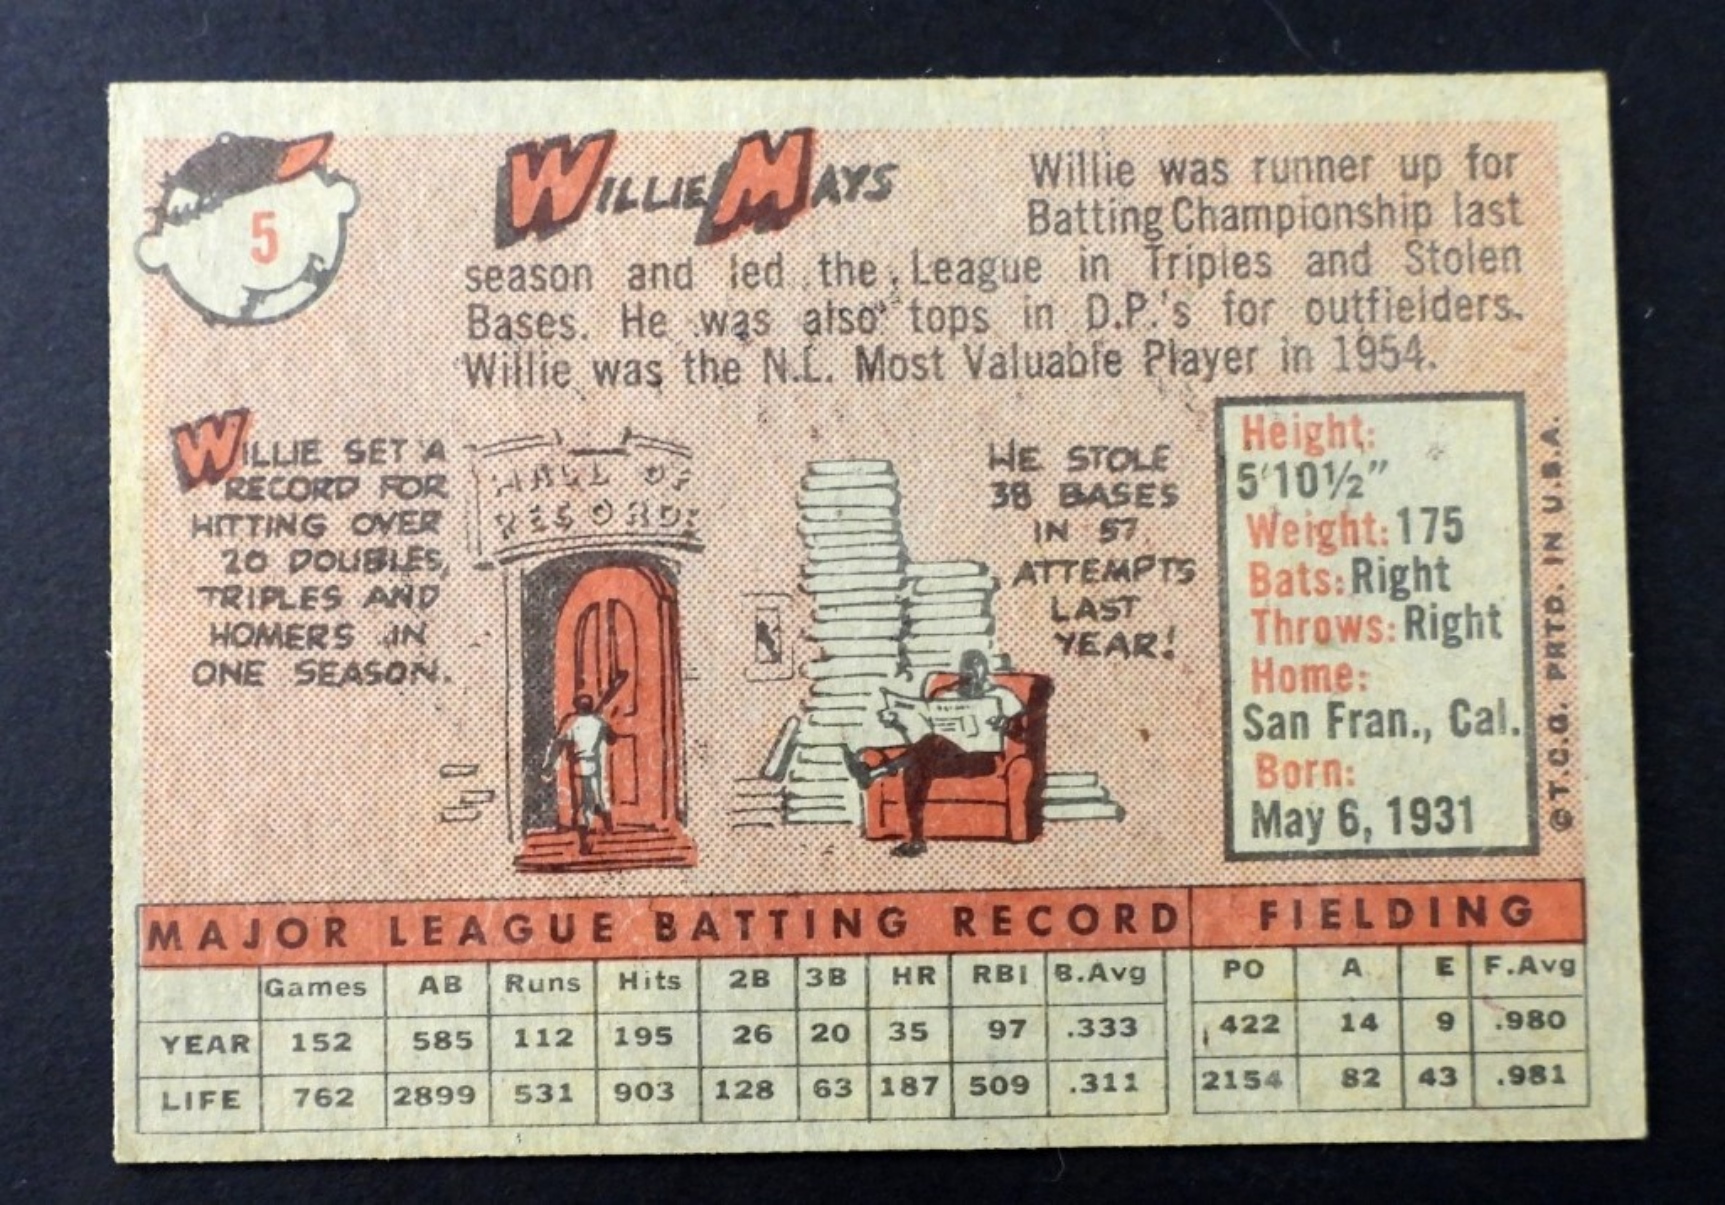 5
WILLIE MAYS
Willie was runner up for
Batting Championship last
season and led the League in Triples and Stolen
Bases. He was also tops in D.P.'s for outfielders.
Willie was the N.L. Most Valuable Player in 1954.
WILLIE SET A
RECORD FOR
HITTING OVER
20 DOUBLES,
TRIPLES AND
HOMERS IN
ONE SEASON.
HALL OF
RECORDS
HE STOLE
38 BASES
IN 57
ATTEMPTS
LAST
YEAR!
Height:
5'10½"
Weight: 175
Bats: Right
Throws: Right
Home:
San Fran., Cal.
Born:
May 6, 1931
©T.C.G. PRTD. IN U.S.A.
MAJOR LEAGUE BATTING RECORD FIELDING
Games AB Runs Hits 2B 3B HR RBI B.Avg PO A E F.Avg
YEAR 152 585 112 195 26 20 35 97 .333 422 14 9 .980
LIFE 762 2899 531 903 128 63 187 509 .311 2154 82 43 .981